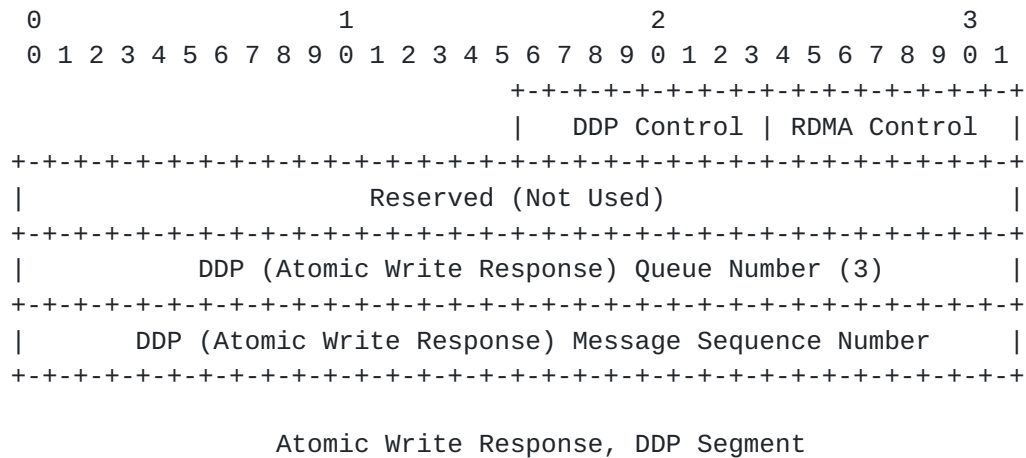 0                   1                   2                   3
 0 1 2 3 4 5 6 7 8 9 0 1 2 3 4 5 6 7 8 9 0 1 2 3 4 5 6 7 8 9 0 1
                                +-+-+-+-+-+-+-+-+-+-+-+-+-+-+-+-+
                                |   DDP Control | RDMA Control  |
+-+-+-+-+-+-+-+-+-+-+-+-+-+-+-+-+-+-+-+-+-+-+-+-+-+-+-+-+-+-+-+-+
|                      Reserved (Not Used)                      |
+-+-+-+-+-+-+-+-+-+-+-+-+-+-+-+-+-+-+-+-+-+-+-+-+-+-+-+-+-+-+-+-+
|           DDP (Atomic Write Response) Queue Number (3)        |
+-+-+-+-+-+-+-+-+-+-+-+-+-+-+-+-+-+-+-+-+-+-+-+-+-+-+-+-+-+-+-+-+
|       DDP (Atomic Write Response) Message Sequence Number     |
+-+-+-+-+-+-+-+-+-+-+-+-+-+-+-+-+-+-+-+-+-+-+-+-+-+-+-+-+-+-+-+-+
                 Atomic Write Response, DDP Segment